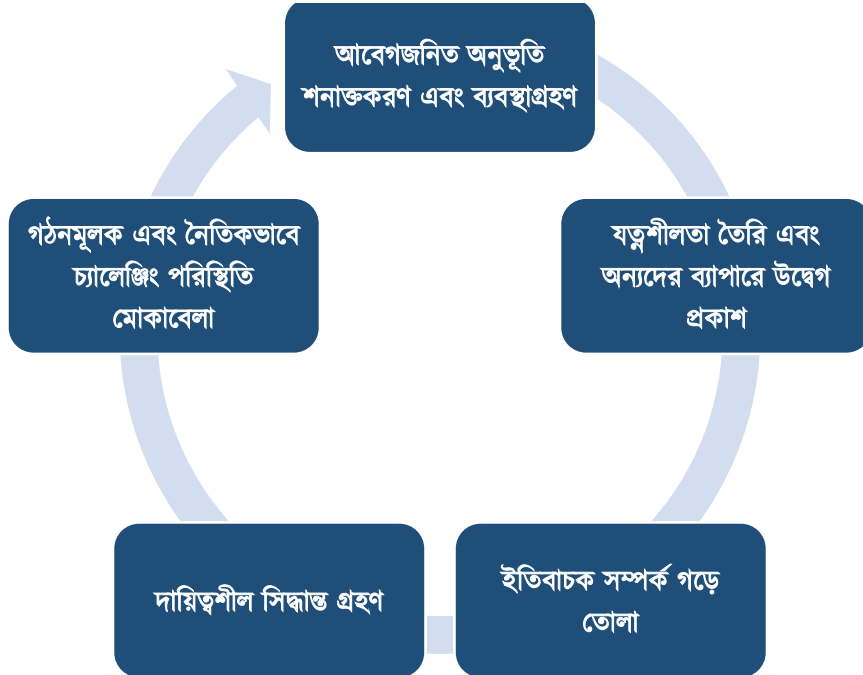 আবেগজনিত অনুভূতি
শনাক্তকরণ এবং ব্যবস্থাগ্রহণ
যত্নশীলতা তৈরি এবং
অন্যদের ব্যাপারে উদ্বেগ
প্রকাশ
ইতিবাচক সম্পর্ক গড়ে
তোলা
দায়িত্বশীল সিদ্ধান্ত গ্রহণ
গঠনমূলক এবং নৈতিকভাবে
চ্যালেঞ্জিং পরিস্থিতি
মোকাবেলা